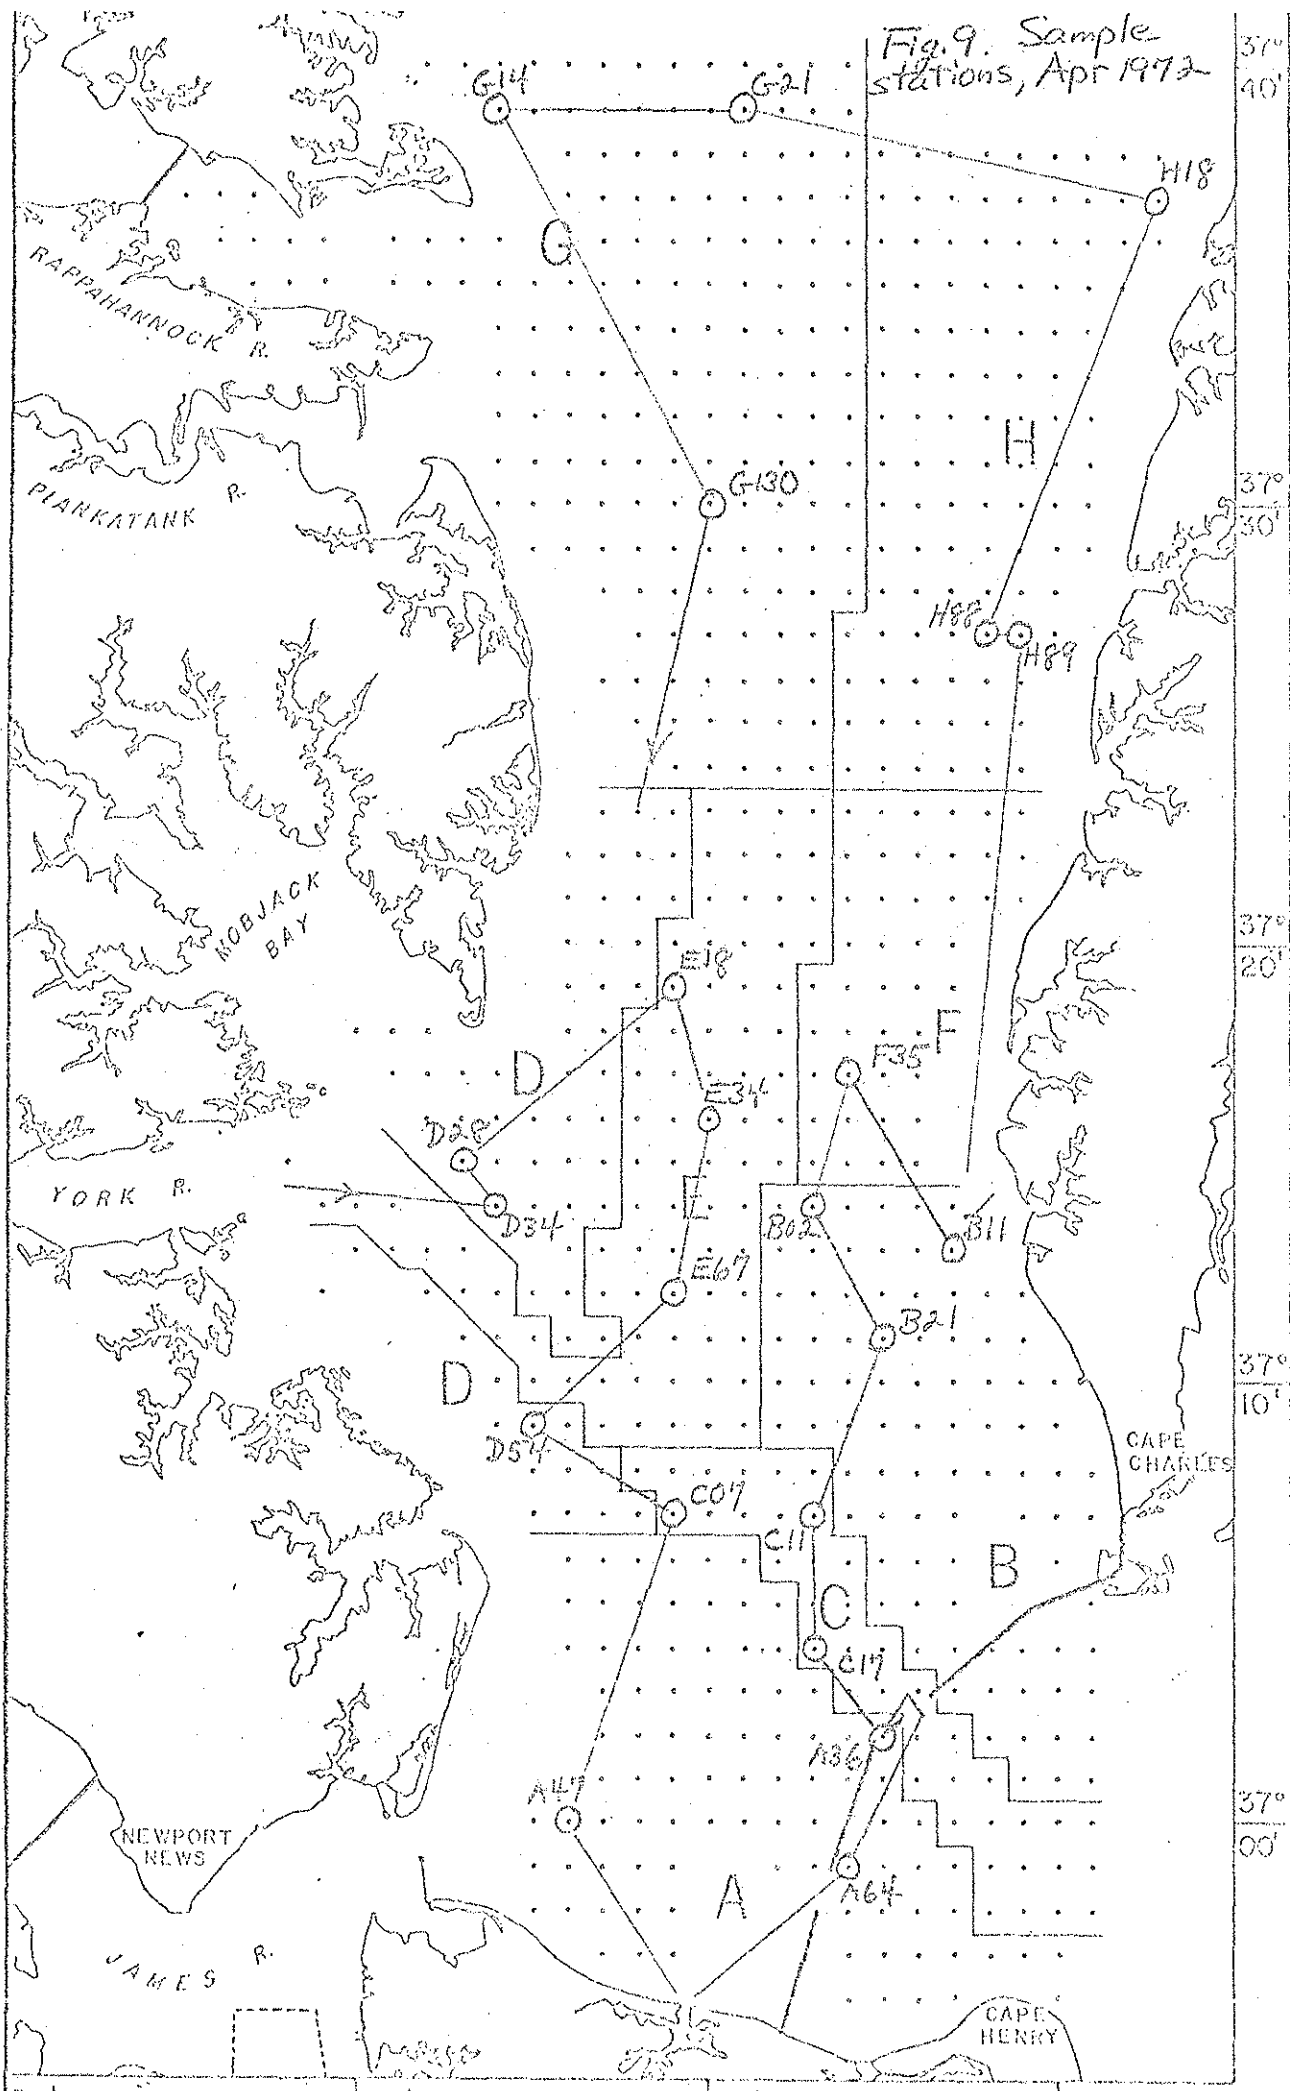 Fig. 9. Sample
stations, Apr 1972
37°
40'
G14
G21
H18
G
RAPPAHANNOCK R.
H
G130
37°
30'
PIANKATANK R.
H88
H89
MOBJACK
BAY
37°
20'
E18
F
F35
D
E34
D28
YORK R.
E
D34
B02
B11
E67
B21
37°
10'
D
D54
CAPE
CHARLES
C07
C11
B
C
C17
A36
A47
37°
00'
NEWPORT
NEWS
A64
A
JAMES R.
CAPE
HENRY